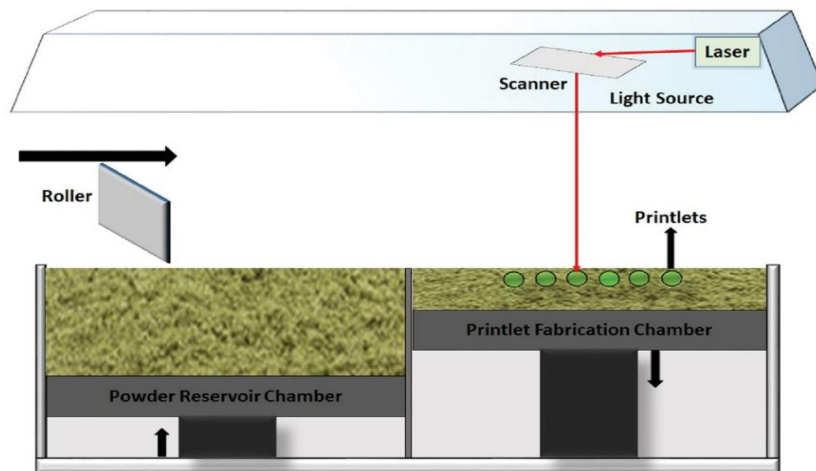 Laser
Scanner
Light Source
Roller
Printlets
Printlet Fabrication Chamber
Powder Reservoir Chamber